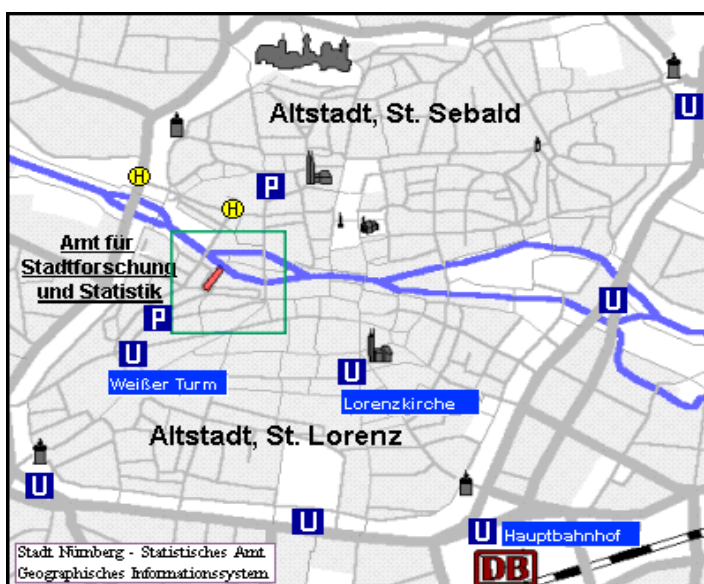 Altstadt, St. Sebald
U
H
P
H
Amt für
Stadtforschung
und Statistik
U
P
U
Weißer Turm
U
Lorenzkirche
Altstadt, St. Lorenz
U
U
U
Hauptbahnhof
DB
Stadt Nürnberg - Statistisches Amt
Geographisches Informationssystem